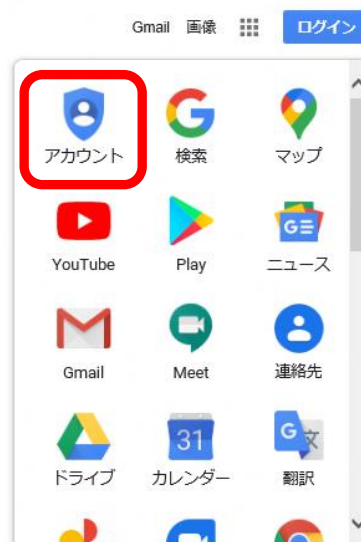 Gmail 画像 ログイン
アカウント 検索 マップ
G
YouTube Play ニュース
Gmail Meet 連絡先
31 G 文
ドライブ カレンダー 翻訳